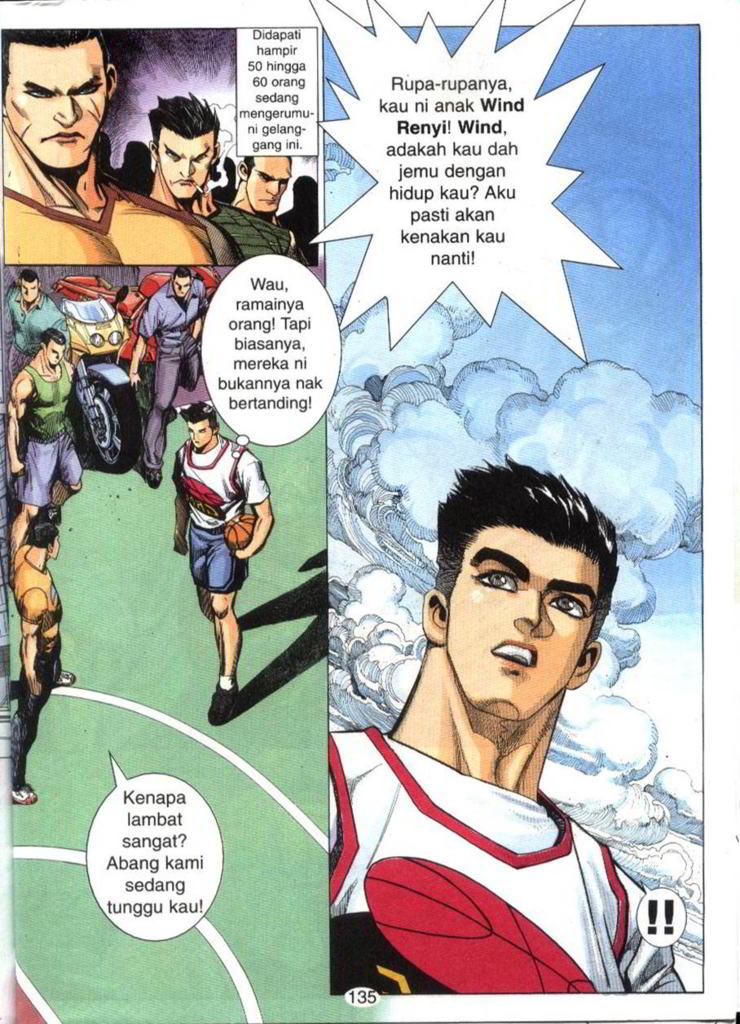 Didapati
hampir
50 hingga
60 orang
sedang
mengerumu-
ni gelang-
gang ini.
Wau,
ramainya
orang! Tapi
biasanya,
mereka ni
bukannya nak
bertanding!
Kenapa
lambat
sangat?
Abang kami
sedang
tunggu kau!
Rupa-rupanya,
kau ni anak Wind
Renyi! Wind,
adakah kau dah
jemu dengan
hidup kau? Aku
pasti akan
kenakan kau
nanti!
!!
135